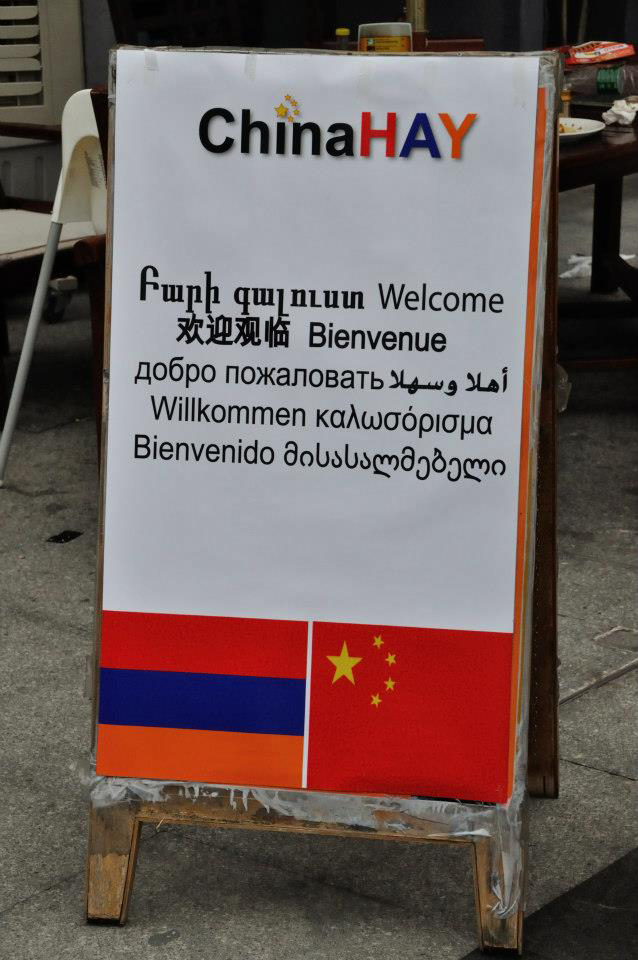 ChinaHAY
Բարի գալուստ Welcome
欢迎观临 Bienvenue
добро пожаловать أهلا وسهلا
Willkommen καλωσόρισμα
Bienvenido მისასალმებელი